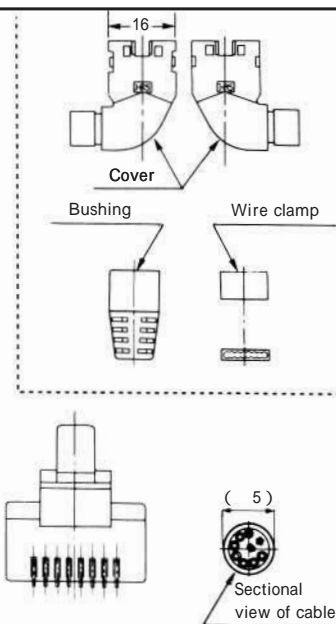 16
Cover
Bushing
Wire clamp
( 5)
Sectional
view of cable